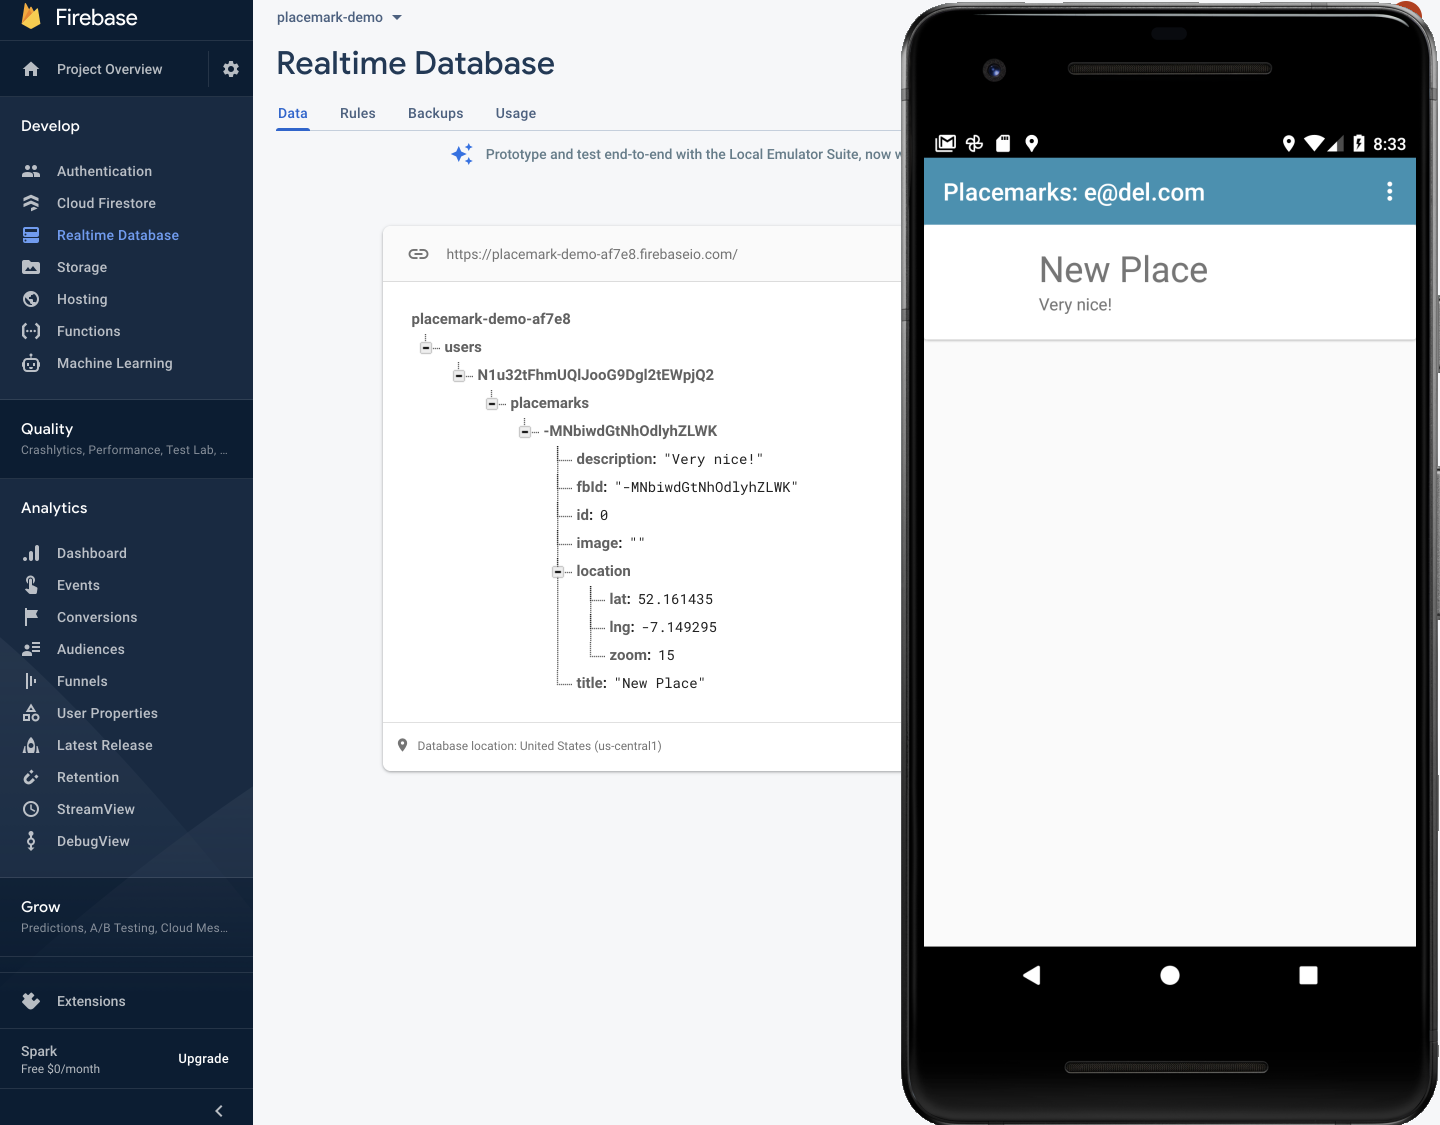 Firebase
Project Overview
Develop
Authentication
Cloud Firestore
Realtime Database
Storage
Hosting
Functions
Machine Learning
Quality
Crashlytics, Performance, Test Lab, ...
Analytics
Dashboard
Events
Conversions
Audiences
Funnels
User Properties
Latest Release
Retention
StreamView
DebugView
Grow
Predictions, A/B Testing, Cloud Mes...
Extensions
Spark
Free $0/month
Upgrade
placemark-demo
Realtime Database
Data Rules Backups Usage
Prototype and test end-to-end with the Local Emulator Suite, now
https://placemark-demo-af7e8.firebaseio.com/
placemark-demo-af7e8
users
N1u32tFhmUQlJooG9Dgl2tEWpjQ2
placemarks
-MNbiwdGtNhOdlyhZLWK
description: "Very nice!"
fbId: "-MNbiwdGtNhOdlyhZLWK"
id: 0
image: ""
location
lat: 52.161435
lng: -7.149295
zoom: 15
title: "New Place"
Database location: United States (us-central1)
8:33
Placemarks: e@del.com
New Place
Very nice!